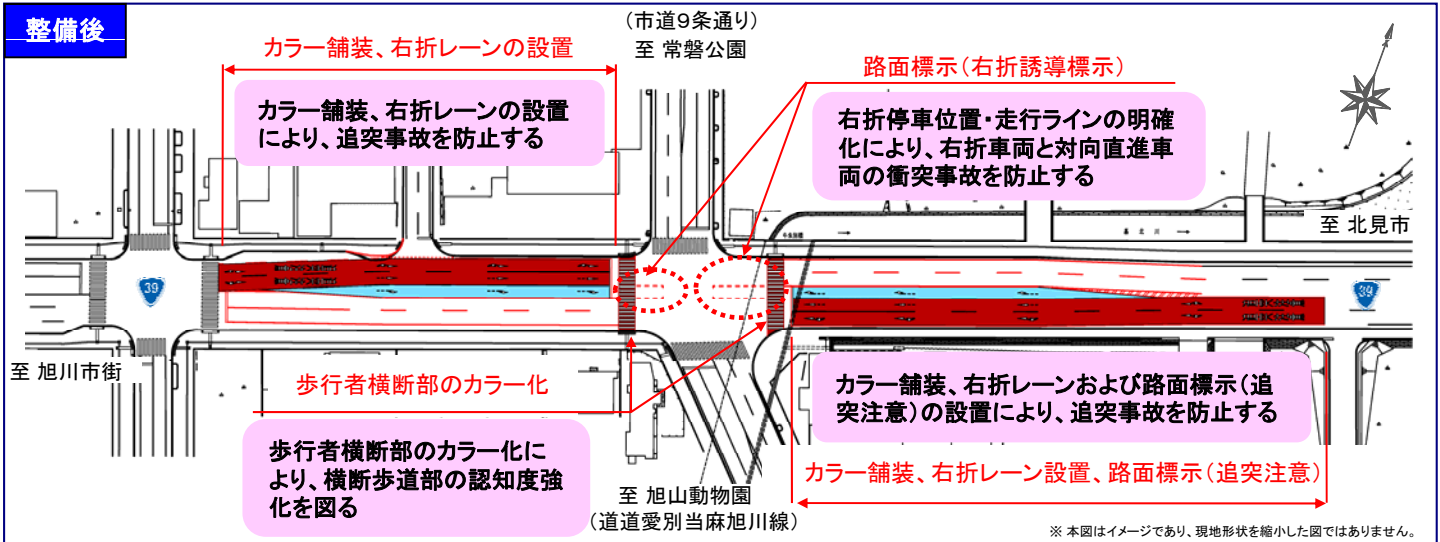 整備後
(市道９条通り)
至 常磐公園
カラー舗装、右折レーンの設置
路面標示(右折誘導標示)
カラー舗装、右折レーンの設置
により、追突事故を防止する
右折停車位置・走行ラインの明確
化により、右折車両と対向直進車
両の衝突事故を防止する
至 北見市
39
39
至 旭川市街
歩行者横断部のカラー化
カラー舗装、右折レーンおよび路面標示(追
突注意)の設置により、追突事故を防止する
歩行者横断部のカラー化に
より、横断歩道部の認知度強
化を図る
カラー舗装、右折レーン設置、路面標示(追突注意)
至 旭山動物園
(道道愛別当麻旭川線)
※ 本図はイメージであり、現地形状を縮小した図ではありません。